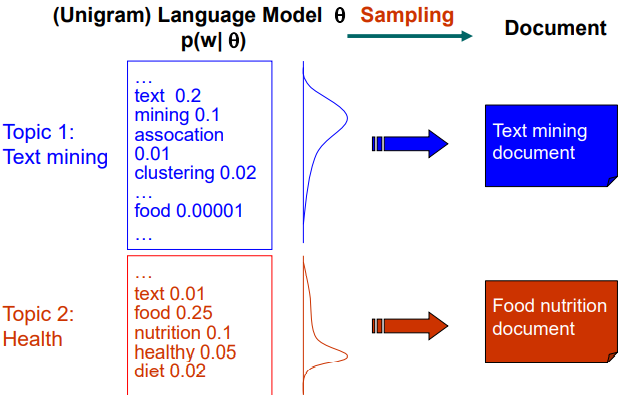 (Unigram) Language Model θ
p(w| θ)
Sampling
Document
Topic 1:
Text mining
…
text 0.2
mining 0.1
assocation
0.01
clustering 0.02
…
food 0.00001
…
Text mining
document
Topic 2:
Health
…
text 0.01
food 0.25
nutrition 0.1
healthy 0.05
diet 0.02
Food nutrition
document